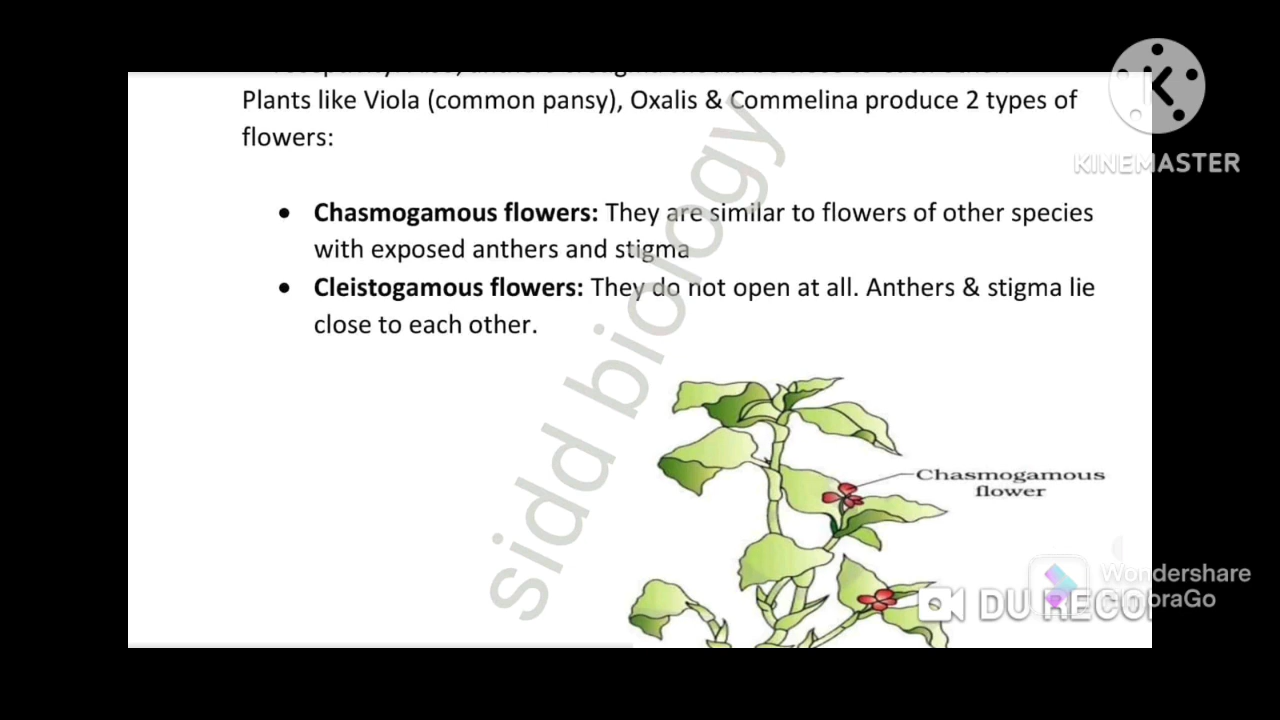 Plants like Viola (common pansy), Oxalis & Commelina produce 2 types of
flowers:
• Chasmogamous flowers: They are similar to flowers of other species
with exposed anthers and stigma
• Cleistogamous flowers: They do not open at all. Anthers & stigma lie
close to each other.
Chasmogamous
flower
sidd biology
KINEMASTER
Wondershare
DU